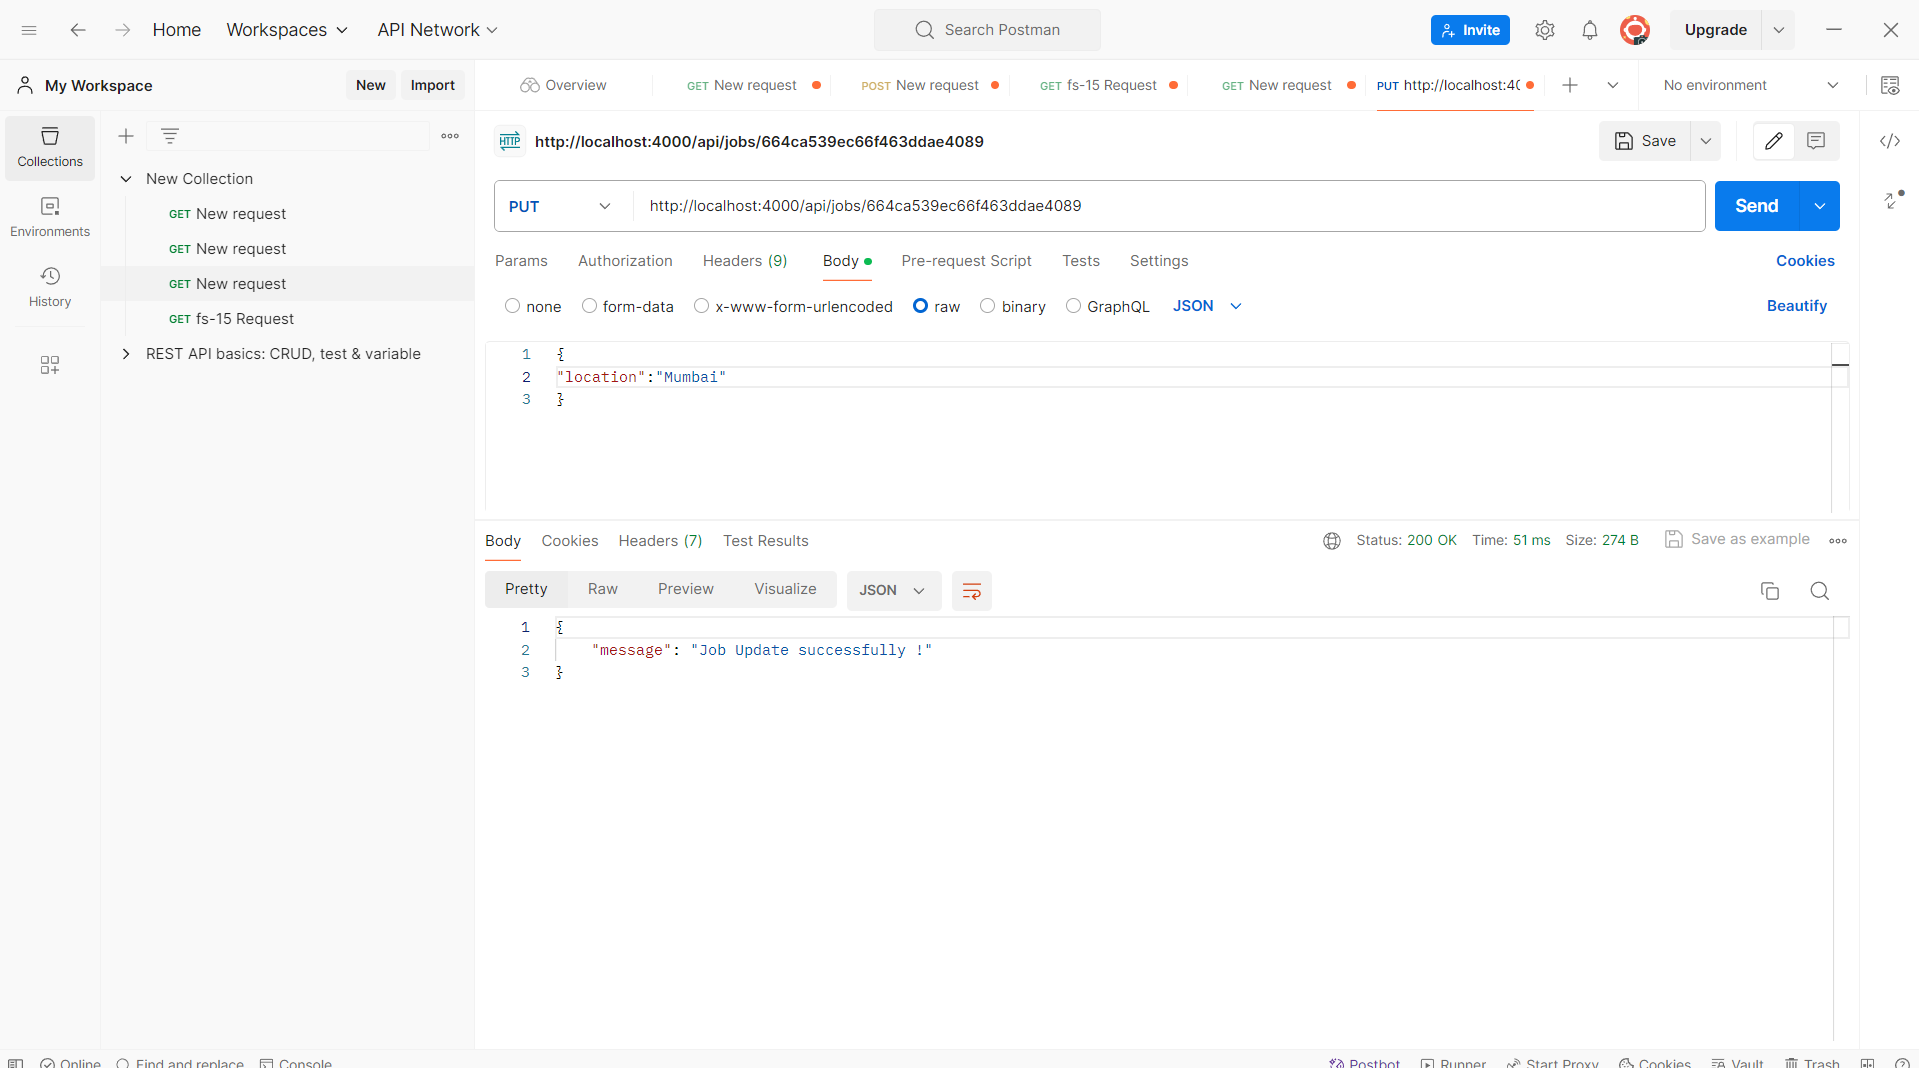 Home Workspaces API Network Search Postman Invite Upgrade
My Workspace New Import Overview GET New request POST New request GET fs-15 Request GET New request PUT http://localhost:40 No environment
Collections
Environments
History
New Collection
GET New request
GET New request
GET New request
GET fs-15 Request
REST API basics: CRUD, test & variable
HTTP http://localhost:4000/api/jobs/664ca539ec66f463ddae4089 Save
PUT http://localhost:4000/api/jobs/664ca539ec66f463ddae4089 Send
Params Authorization Headers (9) Body Pre-request Script Tests Settings Cookies
none form-data x-www-form-urlencoded raw binary GraphQL JSON Beautify
1 {
2 "location":"Mumbai"
3 }
Body Cookies Headers (7) Test Results Status: 200 OK Time: 51 ms Size: 274 B Save as example
Pretty Raw Preview Visualize JSON
1 {
2 "message": "Job Update successfully !"
3 }
Online Find and replace Console Postbot Runner Start Proxy Cookies Vault Trash